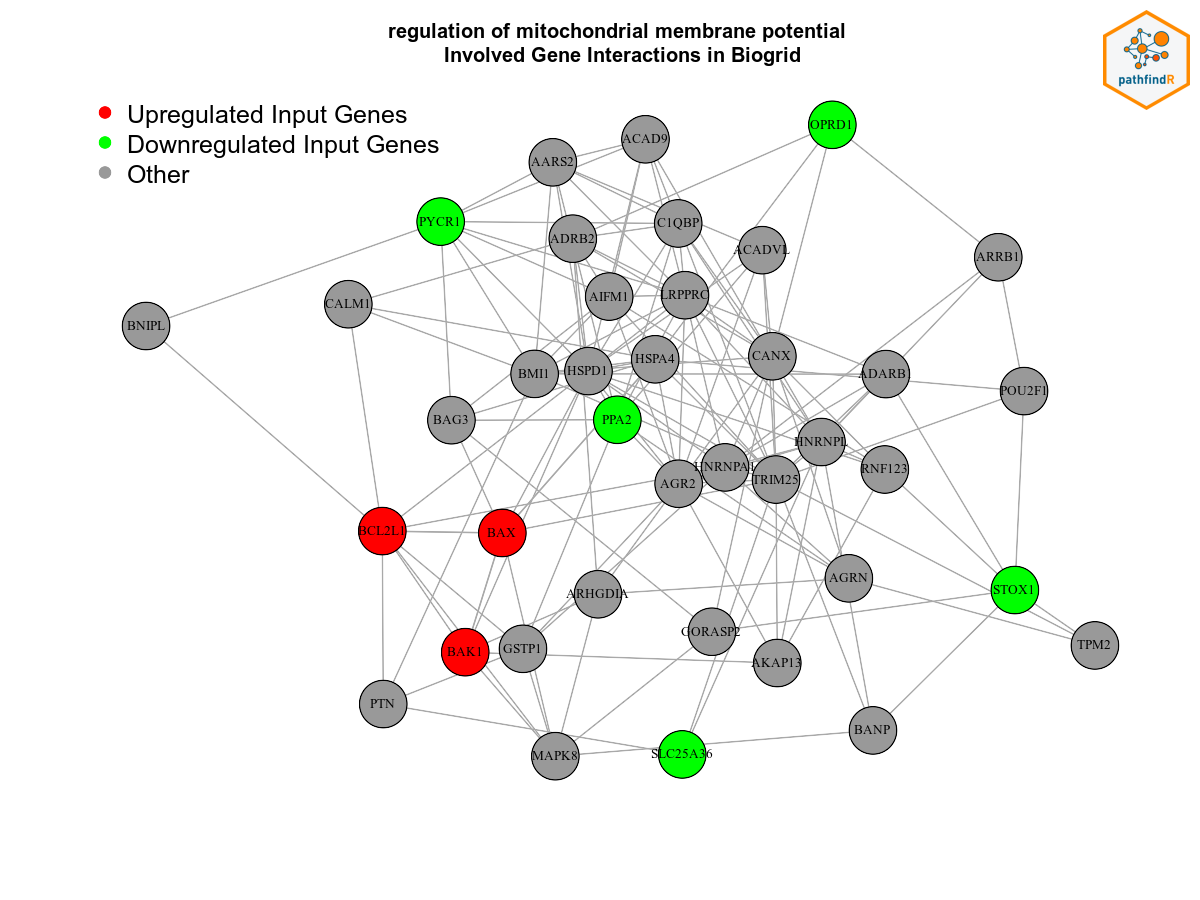 regulation of mitochondrial membrane potential
Involved Gene Interactions in Biogrid
pathfindR
Upregulated Input Genes
Downregulated Input Genes
Other
OPRD1
ACAD9
AARS2
PYCR1
C1QBP
ADRB2
ACADVL
ARRB1
AIFM1
LRPPRC
CALM1
BNIPL
HSPA4
CANX
HSPD1
BMI1
ADARB1
POU2F1
BAG3
PPA2
HNRNPL
HNRNPA1
RNF123
TRIM25
AGR2
BCL2L1
BAX
AGRN
STOX1
ARHGDIA
GORASP2
TPM2
GSTP1
BAK1
AKAP13
PTN
BANP
MAPK8
SLC25A36